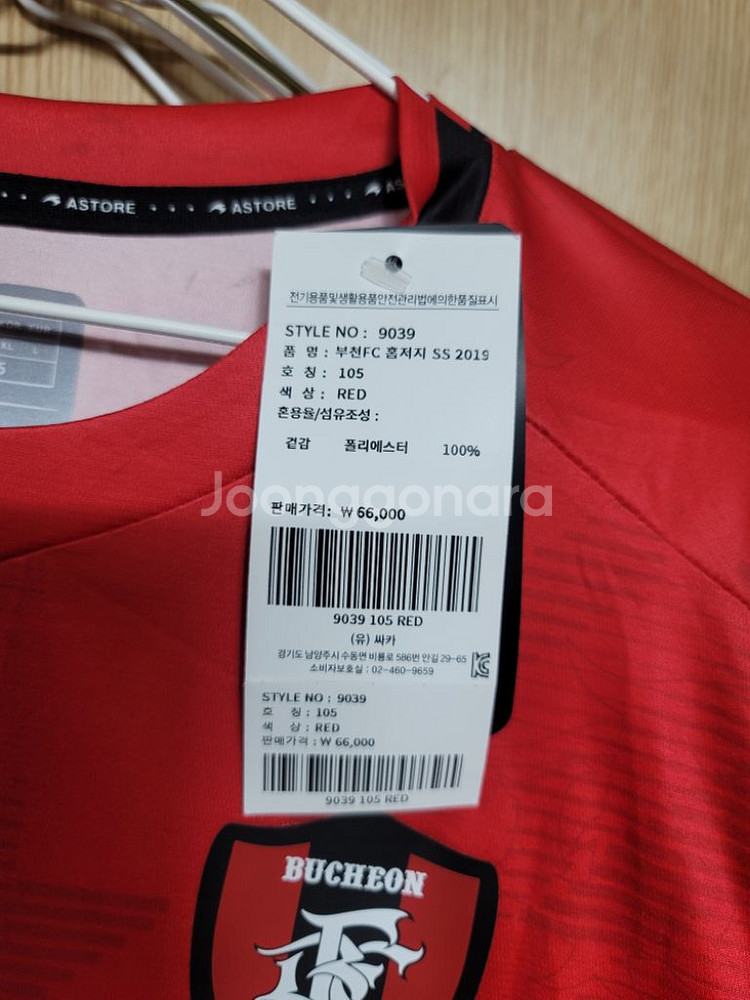 ASTORE ASTORE AS
KOR EUR
XL L
5
전기용품및생활용품안전관리법에의한품질표시
STYLE NO : 9039
품 명 : 부천FC 홈저지 SS 2019
호 칭 : 105
색 상 : RED
혼용율/섬유조성 :
겉감 폴리에스터 100%
Joonggonara
판매가격: ₩ 66,000
9039 105 RED
(유) 싸카
경기도 남양주시 수동면 비룡로 586번 안길 29-65
소비자보호실 : 02-460-9659
STYLE NO : 9039
호 칭 : 105
색 상 : RED
판매가격 : ₩ 66,000
9039 105 RED
BUCHEON